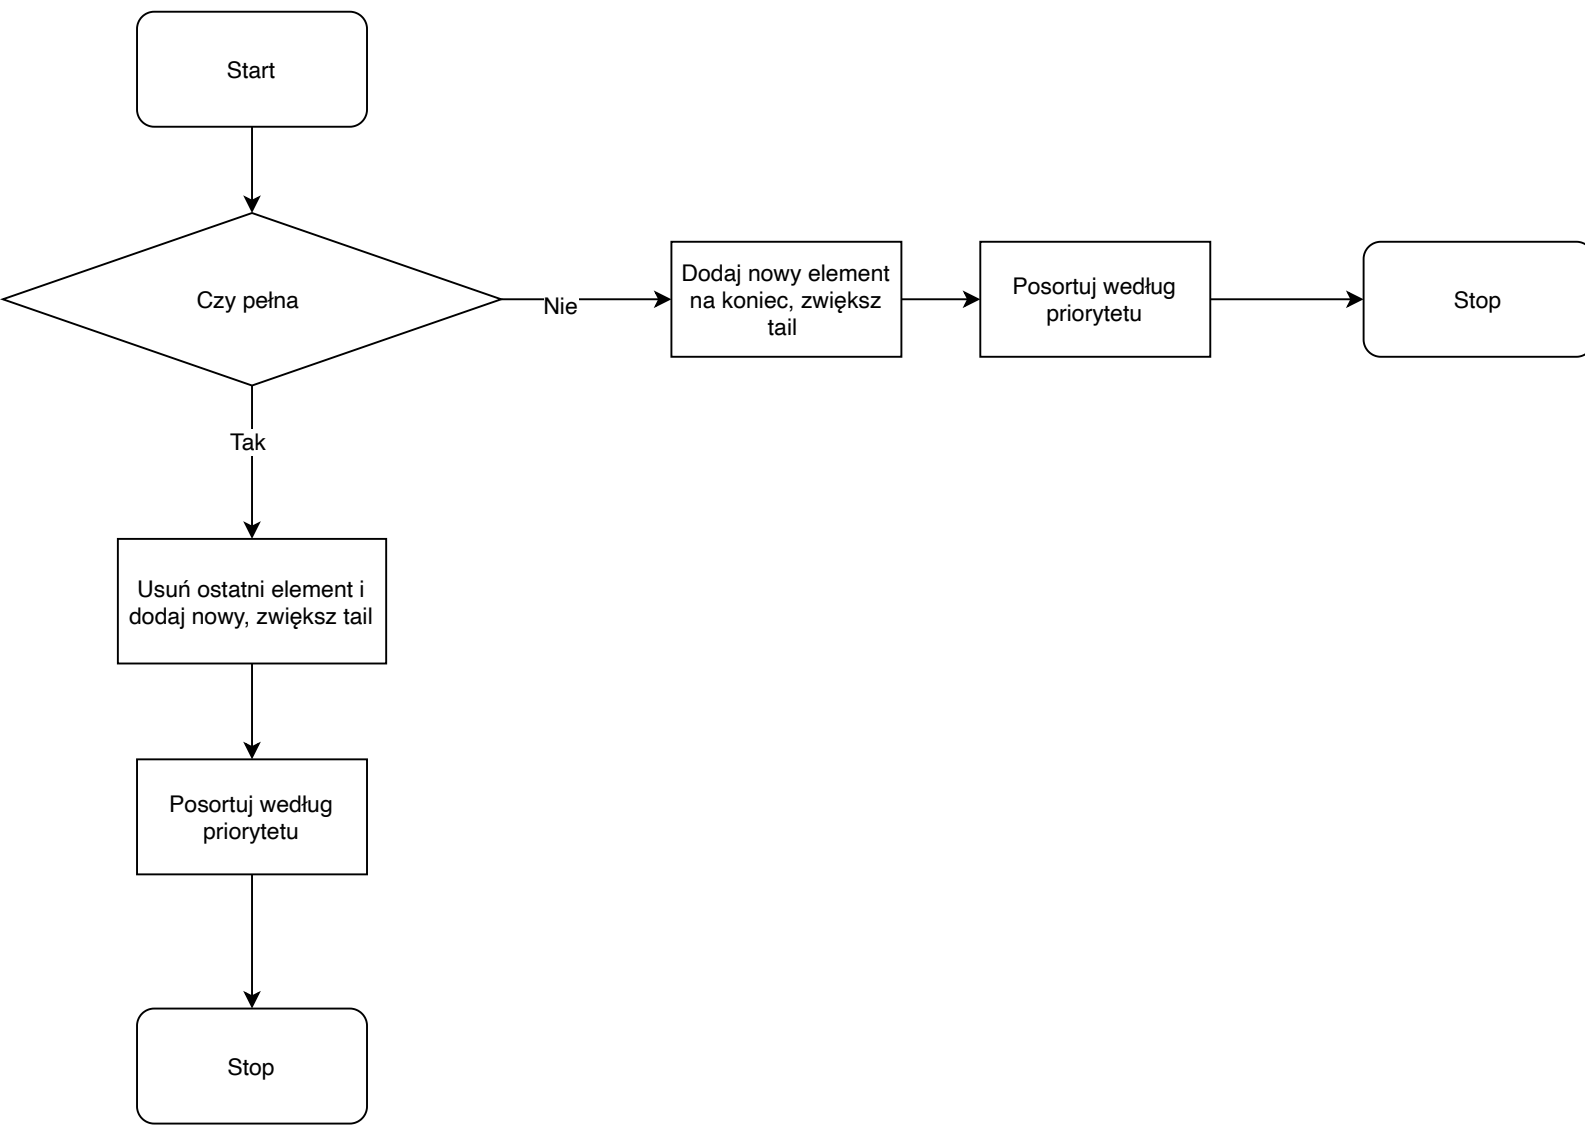 Start
Czy pełna
Nie
Dodaj nowy element
na koniec, zwiększ
tail
Posortuj według
priorytetu
Stop
Tak
Usuń ostatni element i
dodaj nowy, zwiększ tail
Posortuj według
priorytetu
Stop